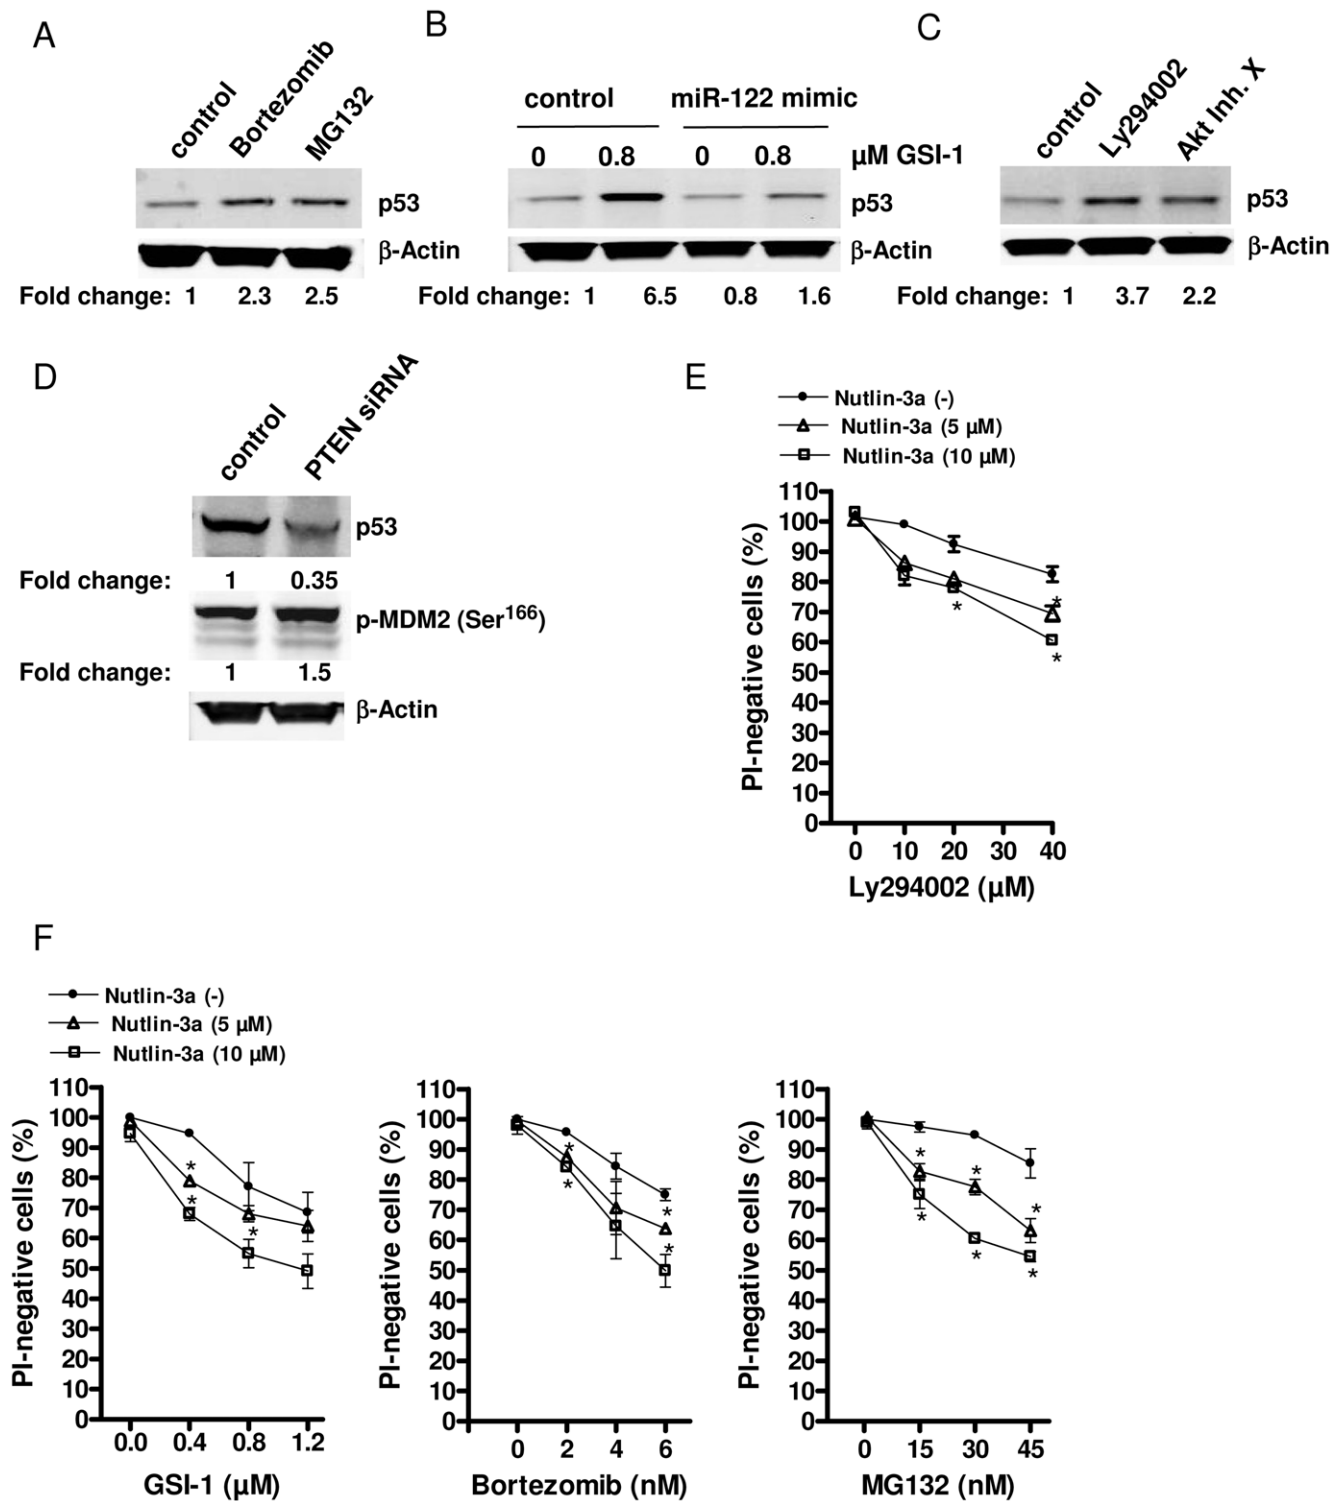 A
control
Bortezomib
MG132
p53
β-Actin
Fold change: 1 2.3 2.5
B
control miR-122 mimic
0 0.8 0 0.8 μM GSI-1
p53
β-Actin
Fold change: 1 6.5 0.8 1.6
C
control
Ly294002
Akt Inh. X
p53
β-Actin
Fold change: 1 3.7 2.2
D
control
PTEN siRNA
p53
Fold change: 1 0.35
p-MDM2 (Ser166)
Fold change: 1 1.5
β-Actin
E
Nutlin-3a (-)
Nutlin-3a (5 μM)
Nutlin-3a (10 μM)
PI-negative cells (%)
110
100
90
80
70
60
50
40
30
20
10
0
*
*
*
0 10 20 30 40
Ly294002 (μM)
F
Nutlin-3a (-)
Nutlin-3a (5 μM)
Nutlin-3a (10 μM)
PI-negative cells (%)
110
100
90
80
70
60
50
40
30
20
10
0
*
*
*
0.0 0.4 0.8 1.2
GSI-1 (μM)
PI-negative cells (%)
110
100
90
80
70
60
50
40
30
20
10
0
*
*
*
*
0 2 4 6
Bortezomib (nM)
PI-negative cells (%)
110
100
90
80
70
60
50
40
30
20
10
0
*
*
*
*
*
*
0 15 30 45
MG132 (nM)